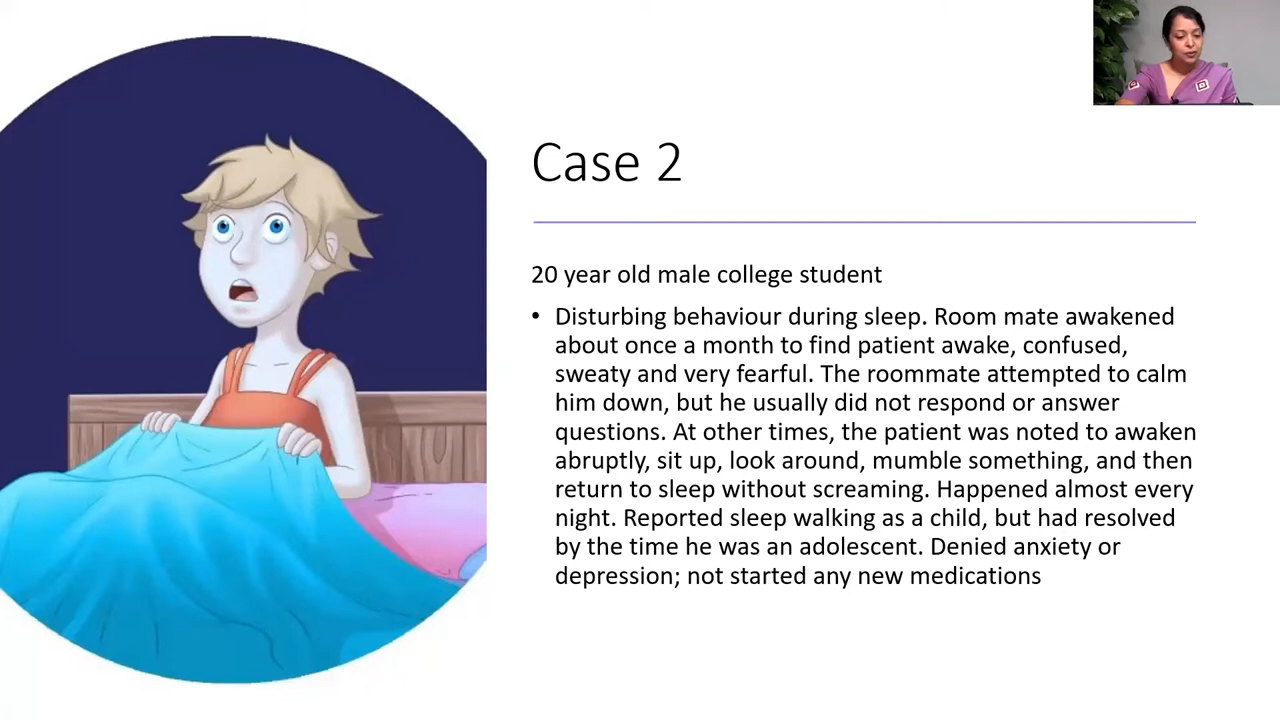 Case 2
20 year old male college student
• Disturbing behaviour during sleep. Room mate awakened
about once a month to find patient awake, confused,
sweaty and very fearful. The roommate attempted to calm
him down, but he usually did not respond or answer
questions. At other times, the patient was noted to awaken
abruptly, sit up, look around, mumble something, and then
return to sleep without screaming. Happened almost every
night. Reported sleep walking as a child, but had resolved
by the time he was an adolescent. Denied anxiety or
depression; not started any new medications